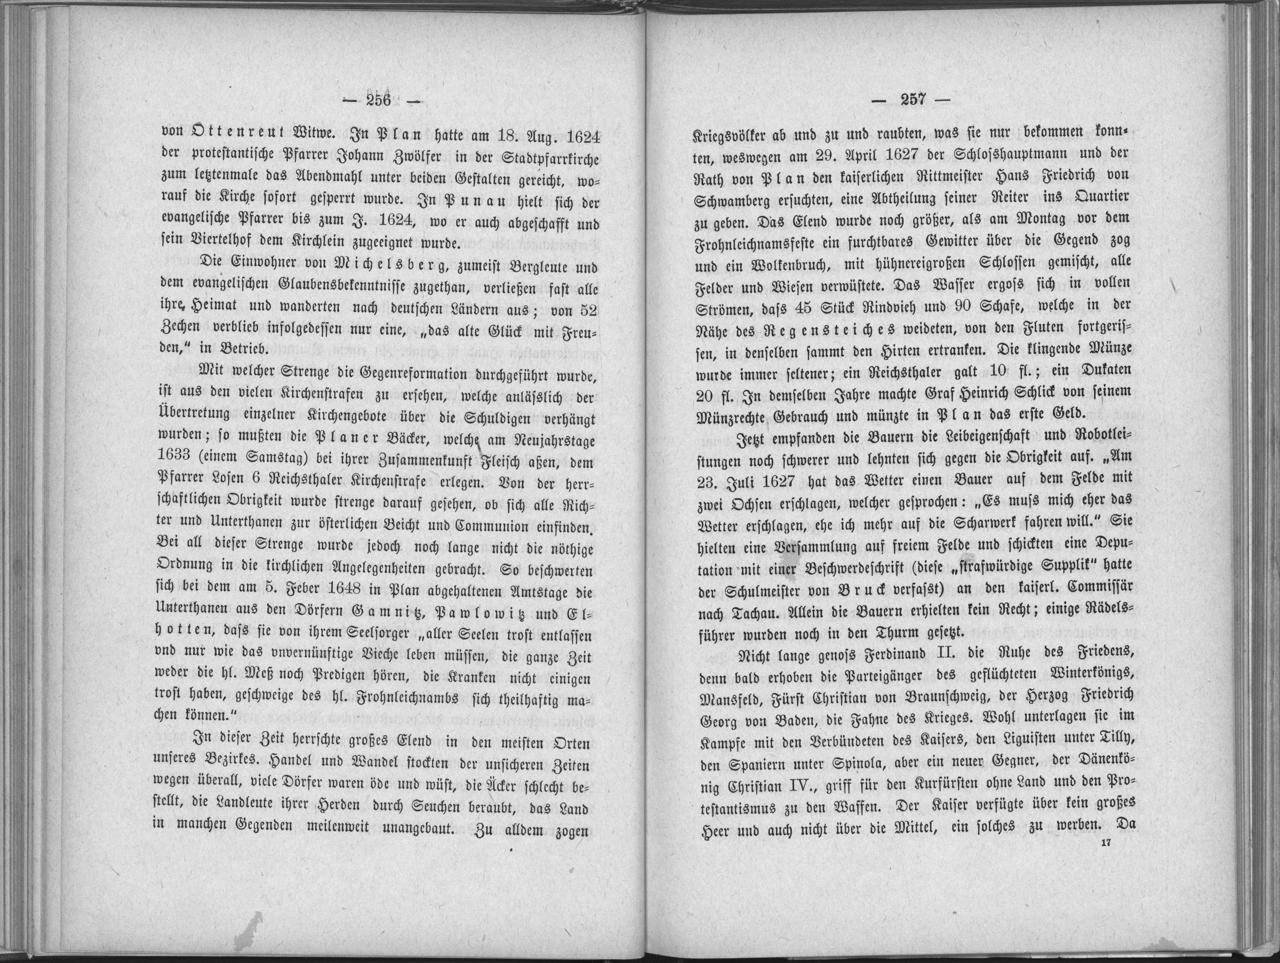 — 256 —
von Ottenreut Witwe. In Plan hatte am 18. Aug. 1624
der protestantische Pfarrer Johann Zwölfer in der Stadtpfarrkirche
zum letztenmale das Abendmahl unter beiden Gestalten gereicht, wo-
rauf die Kirche sofort gesperrt wurde. In Punau hielt sich der
evangelische Pfarrer bis zum J. 1624, wo er auch abgeschafft und
sein Viertelhof dem Kirchlein zugeeignet wurde.
Die Einwohner von Michelsberg, zumeist Bergleute und
dem evangelischen Glaubensbekenntnisse zugethan, verließen fast alle
ihre Heimat und wanderten nach deutschen Ländern aus; von 52
Zechen verblieb infolgedessen nur eine, „das alte Glück mit Freu-
den,“ in Betrieb.
Mit welcher Strenge die Gegenreformation durchgeführt wurde,
ist aus den vielen Kirchenstrafen zu ersehen, welche anlässlich der
Übertretung einzelner Kirchengebote über die Schuldigen verhängt
wurden; so mußten die Planer Bäcker, welche am Neujahrstage
1633 (einem Samstag) bei ihrer Zusammenkunft Fleisch aßen, dem
Pfarrer Losen 6 Reichsthaler Kirchenstrafe erlegen. Von der herr-
schaftlichen Obrigkeit wurde strenge darauf gesehen, ob sich alle Rich-
ter und Unterthanen zur österlichen Beicht und Communion einfinden.
Bei all dieser Strenge wurde jedoch noch lange nicht die nöthige
Ordnung in die kirchlichen Angelegenheiten gebracht. So beschwerten
sich bei dem am 5. Feber 1648 in Plan abgehaltenen Amtstage die
Unterthanen aus den Dörfern Gamnitz, Pawlowitz und El-
hotten, dass sie von ihrem Seelsorger „aller Seelen trost entlassen
vnd nur wie das vnvernünftige Vieche leben müssen, die ganze Zeit
weder die hl. Meß noch Predigen hören, die Kranken nicht einigen
trost haben, geschweige des hl. Frohnleichnambs sich theilhaftig ma-
chen können.“
In dieser Zeit herrschte großes Elend in den meisten Orten
unseres Bezirkes. Handel und Wandel stockten der unsicheren Zeiten
wegen überall, viele Dörfer waren öde und wüst, die Äcker schlecht be-
stellt, die Landleute ihrer Herden durch Seuchen beraubt, das Land
in manchen Gegenden meilenweit unangebaut. Zu alldem zogen
— 257 —
Kriegsvölker ab und zu und raubten, was sie nur bekommen konn-
ten, weswegen am 29. April 1627 der Schlosshauptmann und der
Rath von Plan den kaiserlichen Rittmeister Hans Friedrich von
Schwamberg ersuchten, eine Abtheilung seiner Reiter ins Quartier
zu geben. Das Elend wurde noch größer, als am Montag vor dem
Frohnleichnamsfeste ein furchtbares Gewitter über die Gegend zog
und ein Wolkenbruch, mit hühnereigroßen Schlossen gemischt, alle
Felder und Wiesen verwüstete. Das Wasser ergoss sich in vollen
Strömen, dass 45 Stück Rindvieh und 90 Schafe, welche in der
Nähe des Regensteiches weideten, von den Fluten fortgeris-
sen, in denselben sammt den Hirten ertranken. Die klingende Münze
wurde immer seltener; ein Reichsthaler galt 10 fl.; ein Dukaten
20 fl. In demselben Jahre machte Graf Heinrich Schlick von seinem
Münzrechte Gebrauch und münzte in Plan das erste Geld.
Jetzt empfanden die Bauern die Leibeigenschaft und Robotlei-
stungen noch schwerer und lehnten sich gegen die Obrigkeit auf. „Am
23. Juli 1627 hat das Wetter einen Bauer auf dem Felde mit
zwei Ochsen erschlagen, welcher gesprochen: „Es muss mich eher das
Wetter erschlagen, ehe ich mehr auf die Scharwerk fahren will.“ Sie
hielten eine Versammlung auf freiem Felde und schickten eine Depu-
tation mit einer Beschwerdeschrift (diese „strafwürdige Supplik“ hatte
der Schulmeister von Bruck verfasst) an den kaiserl. Commissär
nach Tachau. Allein die Bauern erhielten kein Recht; einige Rädels-
führer wurden noch in den Thurm gesetzt.
Nicht lange genoss Ferdinand II. die Ruhe des Friedens,
denn bald erhoben die Parteigänger des geflüchteten Winterkönigs,
Mansfeld, Fürst Christian von Braunschweig, der Herzog Friedrich
Georg von Baden, die Fahne des Krieges. Wohl unterlagen sie im
Kampfe mit den Verbündeten des Kaisers, den Liguisten unter Tilly,
den Spaniern unter Spinola, aber ein neuer Gegner, der Dänenkö-
nig Christian IV., griff für den Kurfürsten ohne Land und den Pro-
testantismus zu den Waffen. Der Kaiser verfügte über kein großes
Heer und auch nicht über die Mittel, ein solches zu werben. Da
17